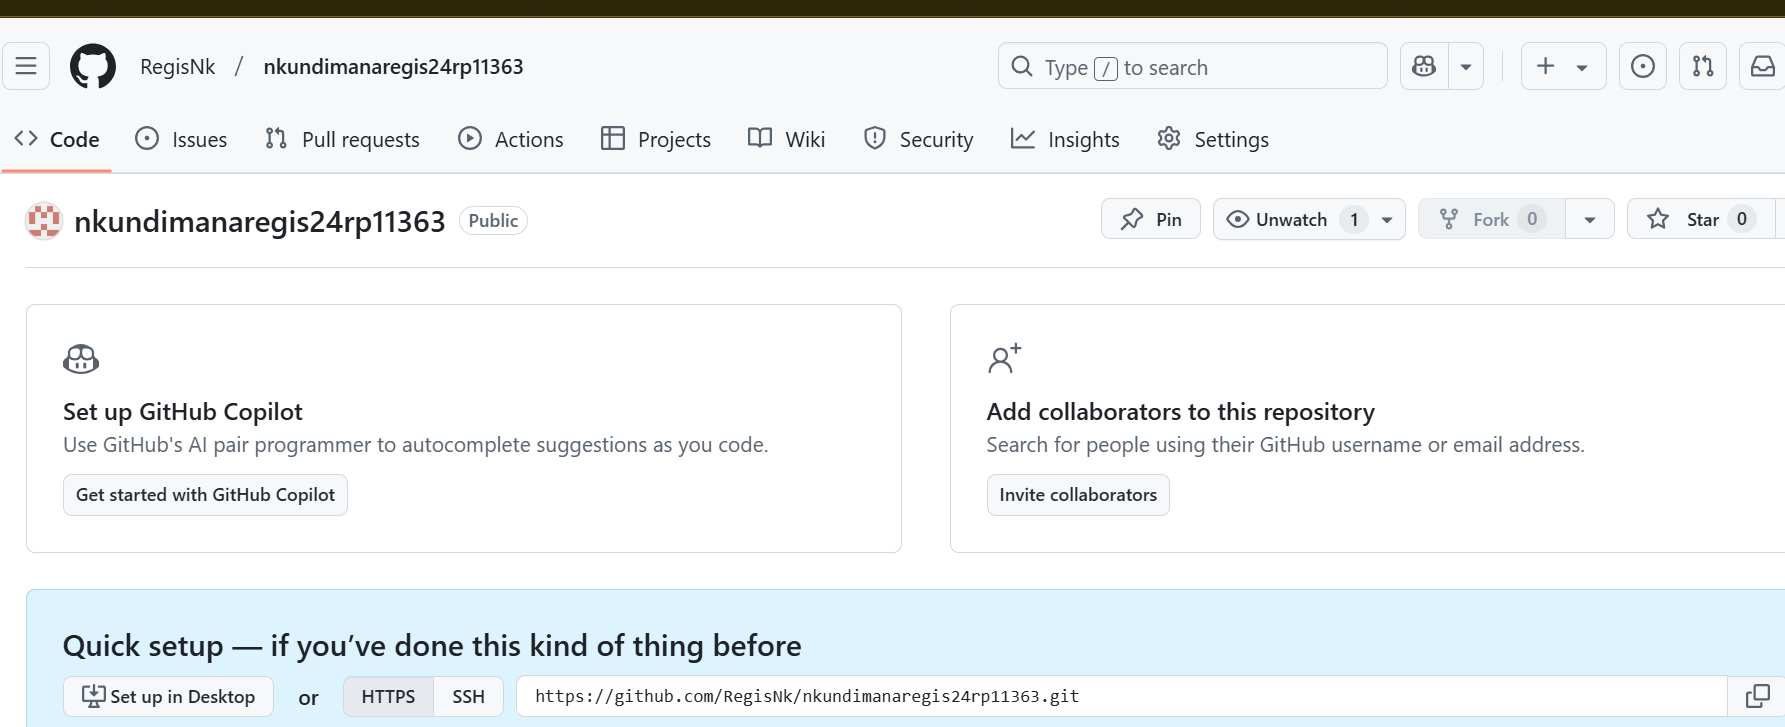 RegisNk / nkundimanaregis24rp11363
Type / to search
Code Issues Pull requests Actions Projects Wiki Security Insights Settings
nkundimanaregis24rp11363 Public
Pin Unwatch 1 Fork 0 Star 0
Set up GitHub Copilot
Use GitHub's AI pair programmer to autocomplete suggestions as you code.
Get started with GitHub Copilot
Add collaborators to this repository
Search for people using their GitHub username or email address.
Invite collaborators
Quick setup — if you’ve done this kind of thing before
Set up in Desktop or HTTPS SSH https://github.com/RegisNk/nkundimanaregis24rp11363.git